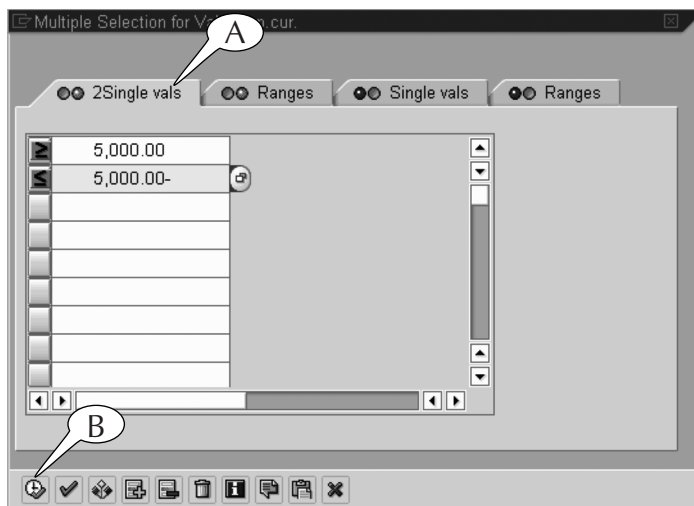 Multiple Selection for Val n.cur.
A
2Single vals Ranges Single vals Ranges
≥ 5,000.00
≤ 5,000.00-
B